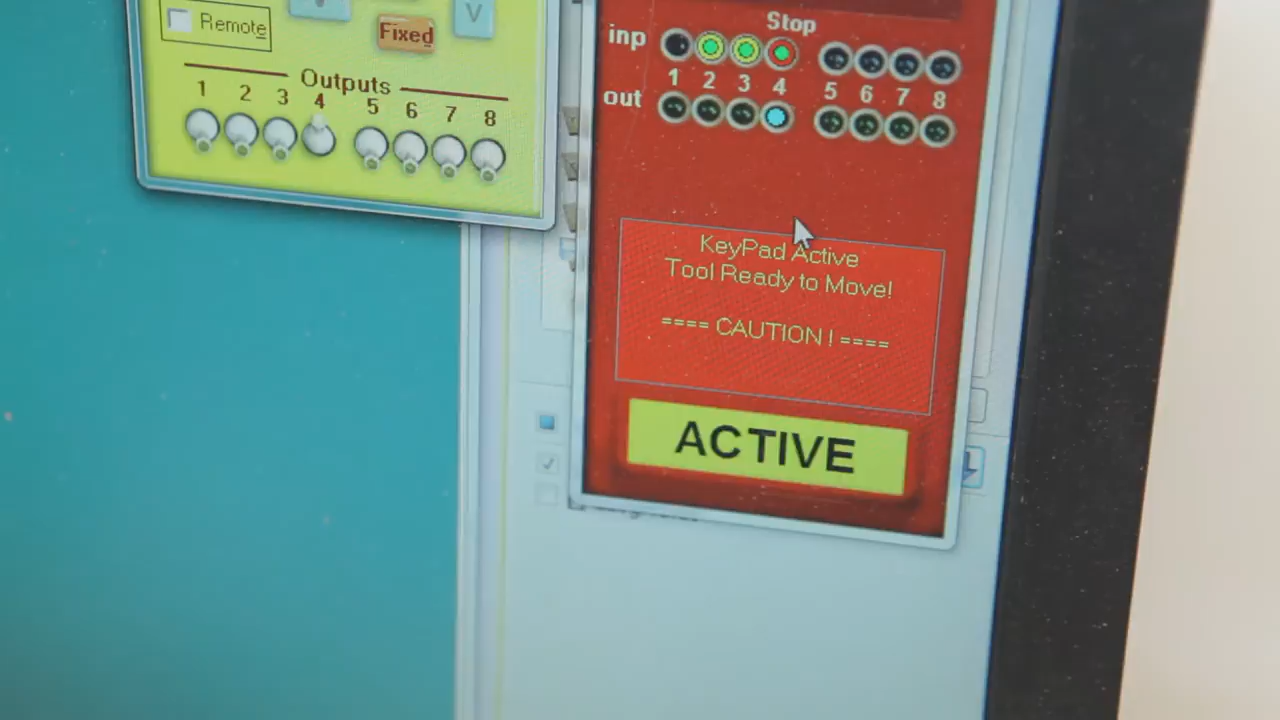 Remote
Fixed
V
Outputs
1 2 3 4 5 6 7 8
Stop
inp
1 2 3 4 5 6 7 8
out
KeyPad Active
Tool Ready to Move!
==== CAUTION ! ====
ACTIVE